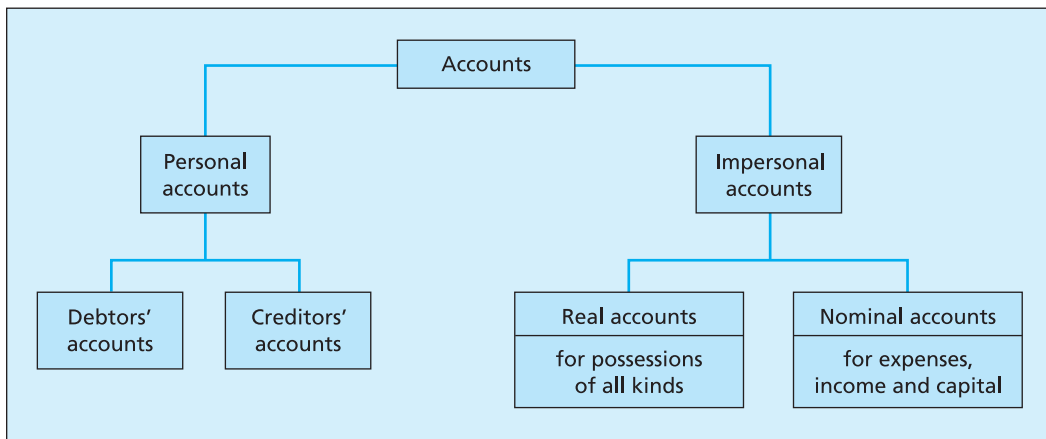 Accounts
Personal
accounts
Impersonal
accounts
Debtors’
accounts
Creditors’
accounts
Real accounts
for possessions
of all kinds
Nominal accounts
for expenses,
income and capital